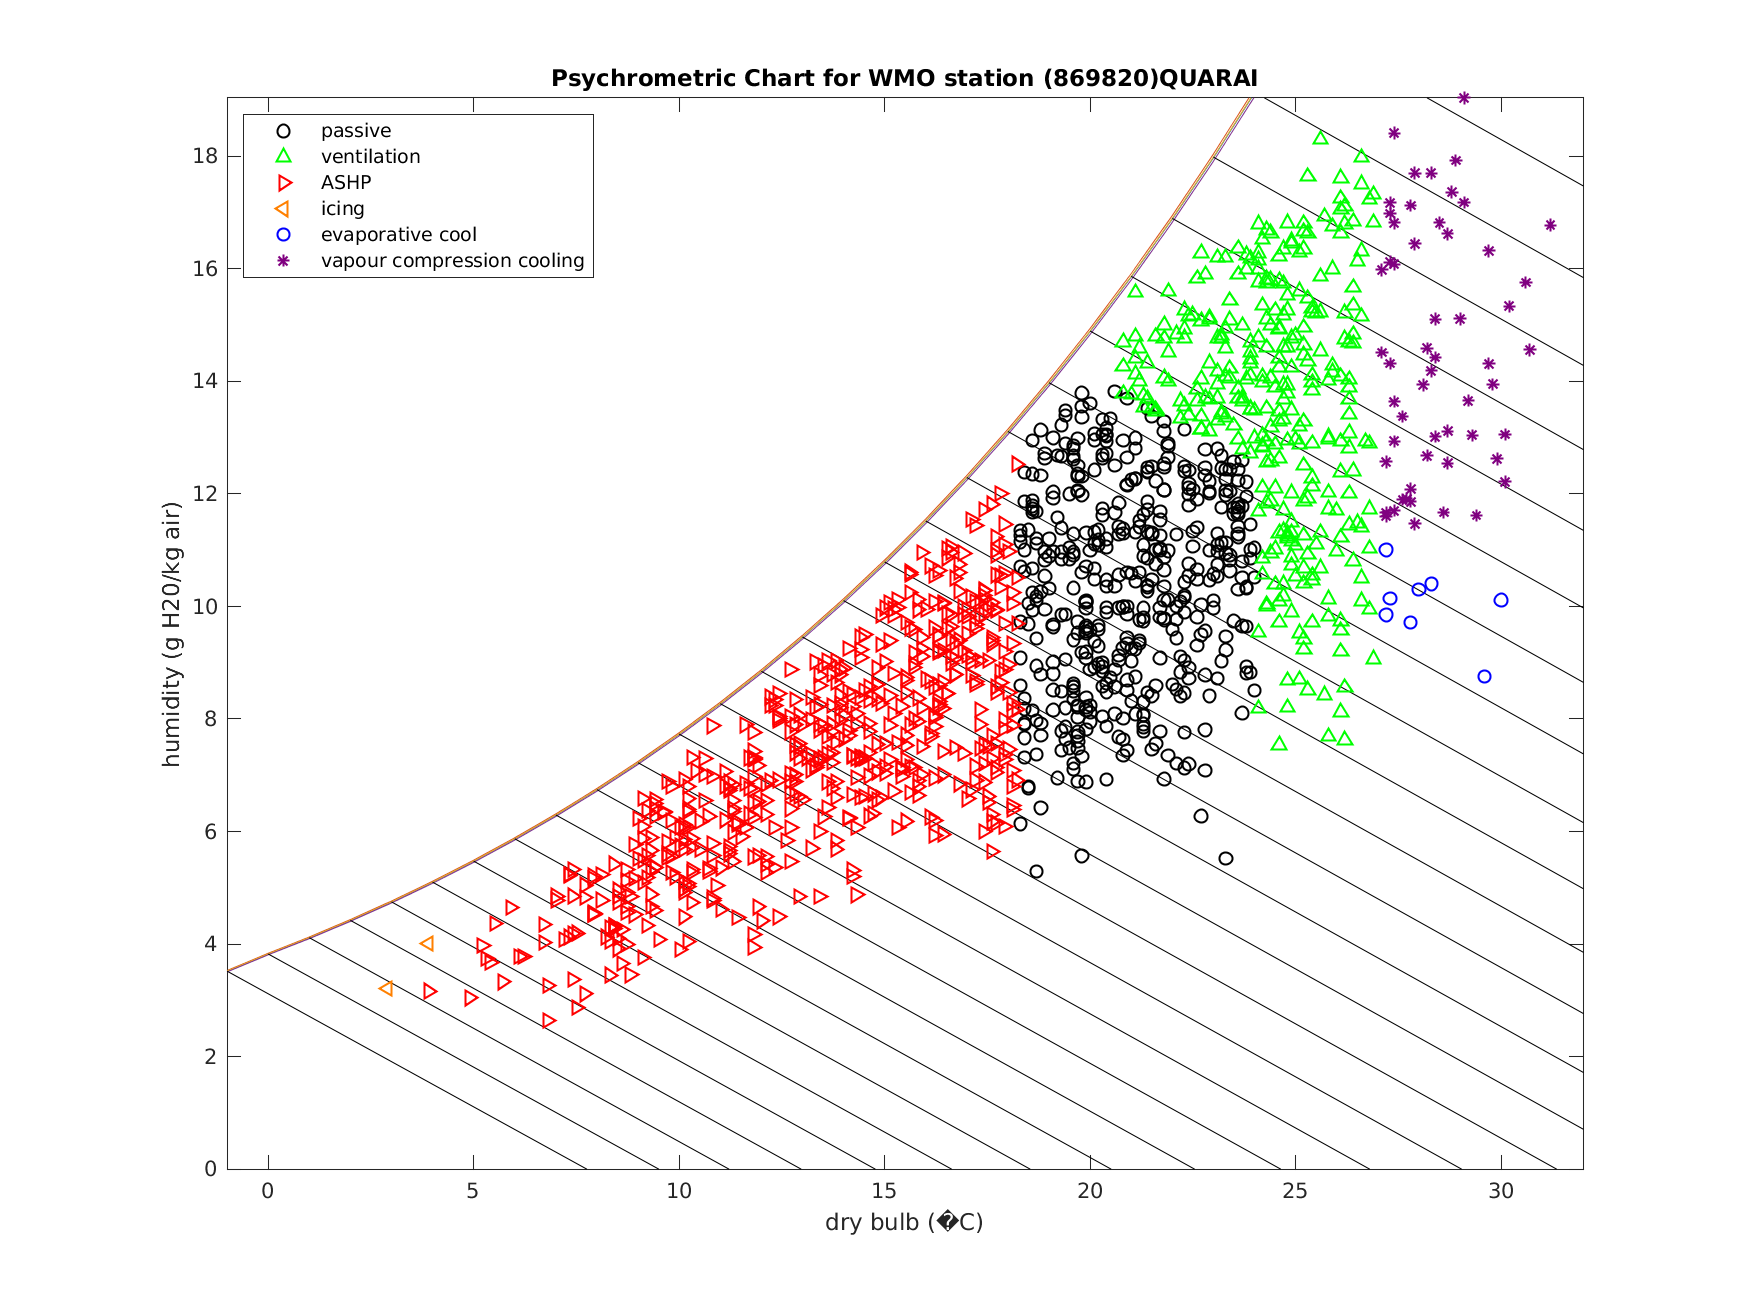 Psychrometric Chart for WMO station (869820)QUARAI
passive
ventilation
ASHP
icing
evaporative cool
vapour compression cooling
humidity (g H20/kg air)
18
16
14
12
10
8
6
4
2
0
0 5 10 15 20 25 30
dry bulb (�C)